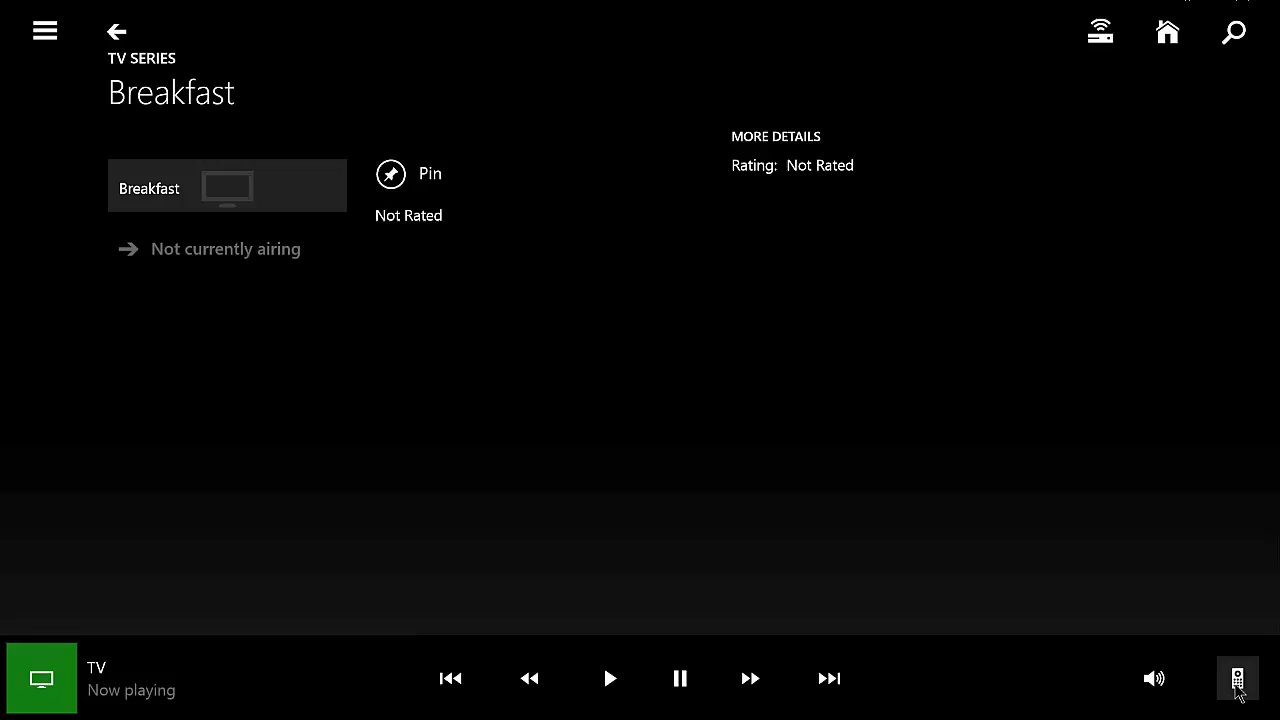 TV SERIES
Breakfast
Breakfast
Not currently airing
Pin
Not Rated
MORE DETAILS
Rating: Not Rated
TV
Now playing